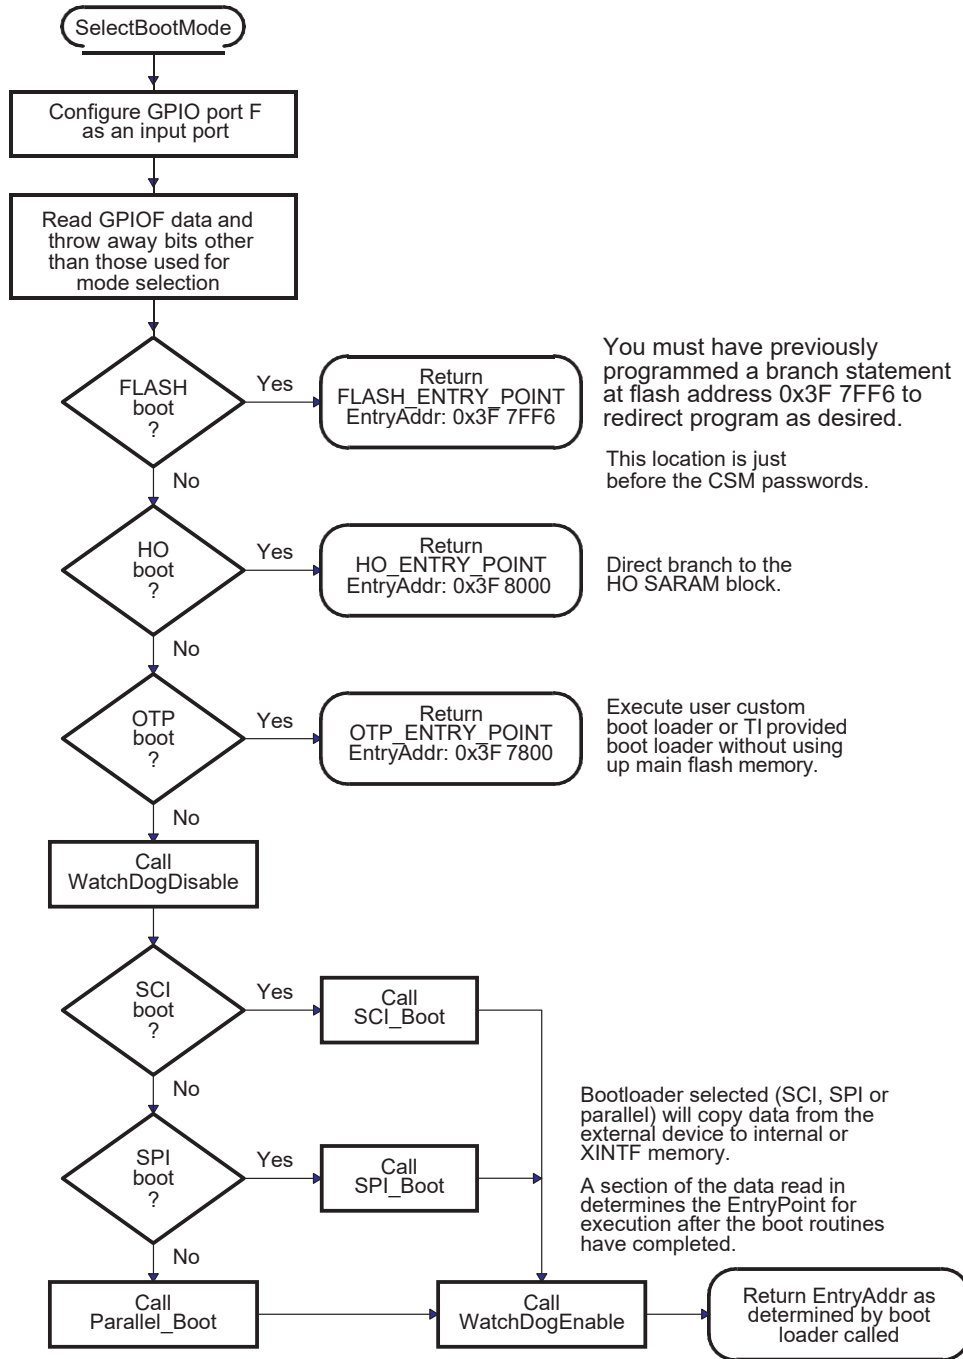 SelectBootMode
Configure GPIO port F
as an input port
Read GPIOF data and
throw away bits other
than those used for
mode selection
FLASH
boot
?
Yes
Return
FLASH_ENTRY_POINT
EntryAddr: 0x3F 7FF6
You must have previously
programmed a branch statement
at flash address 0x3F 7FF6 to
redirect program as desired.
This location is just
before the CSM passwords.
No
HO
boot
?
Yes
Return
HO_ENTRY_POINT
EntryAddr: 0x3F 8000
Direct branch to the
HO SARAM block.
No
OTP
boot
?
Yes
Return
OTP_ENTRY_POINT
EntryAddr: 0x3F 7800
Execute user custom
boot loader or TI provided
boot loader without using
up main flash memory.
No
Call
WatchDogDisable
SCI
boot
?
Yes
Call
SCI_Boot
No
SPI
boot
?
Yes
Call
SPI_Boot
Bootloader selected (SCI, SPI or
parallel) will copy data from the
external device to internal or
XINTF memory.
A section of the data read in
determines the EntryPoint for
execution after the boot routines
have completed.
No
Call
Parallel_Boot
Call
WatchDogEnable
Return EntryAddr as
determined by boot
loader called